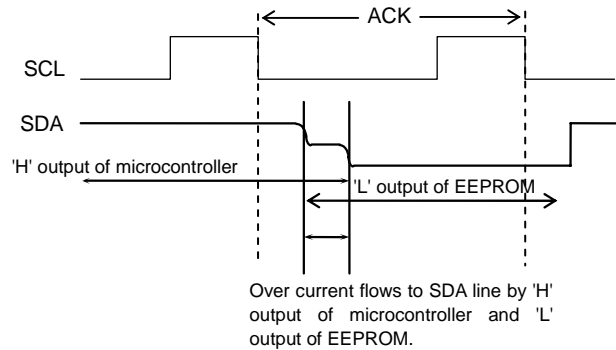 ACK
SCL
SDA
'H' output of microcontroller
'L' output of EEPROM
Over current flows to SDA line by 'H'
output of microcontroller and 'L'
output of EEPROM.